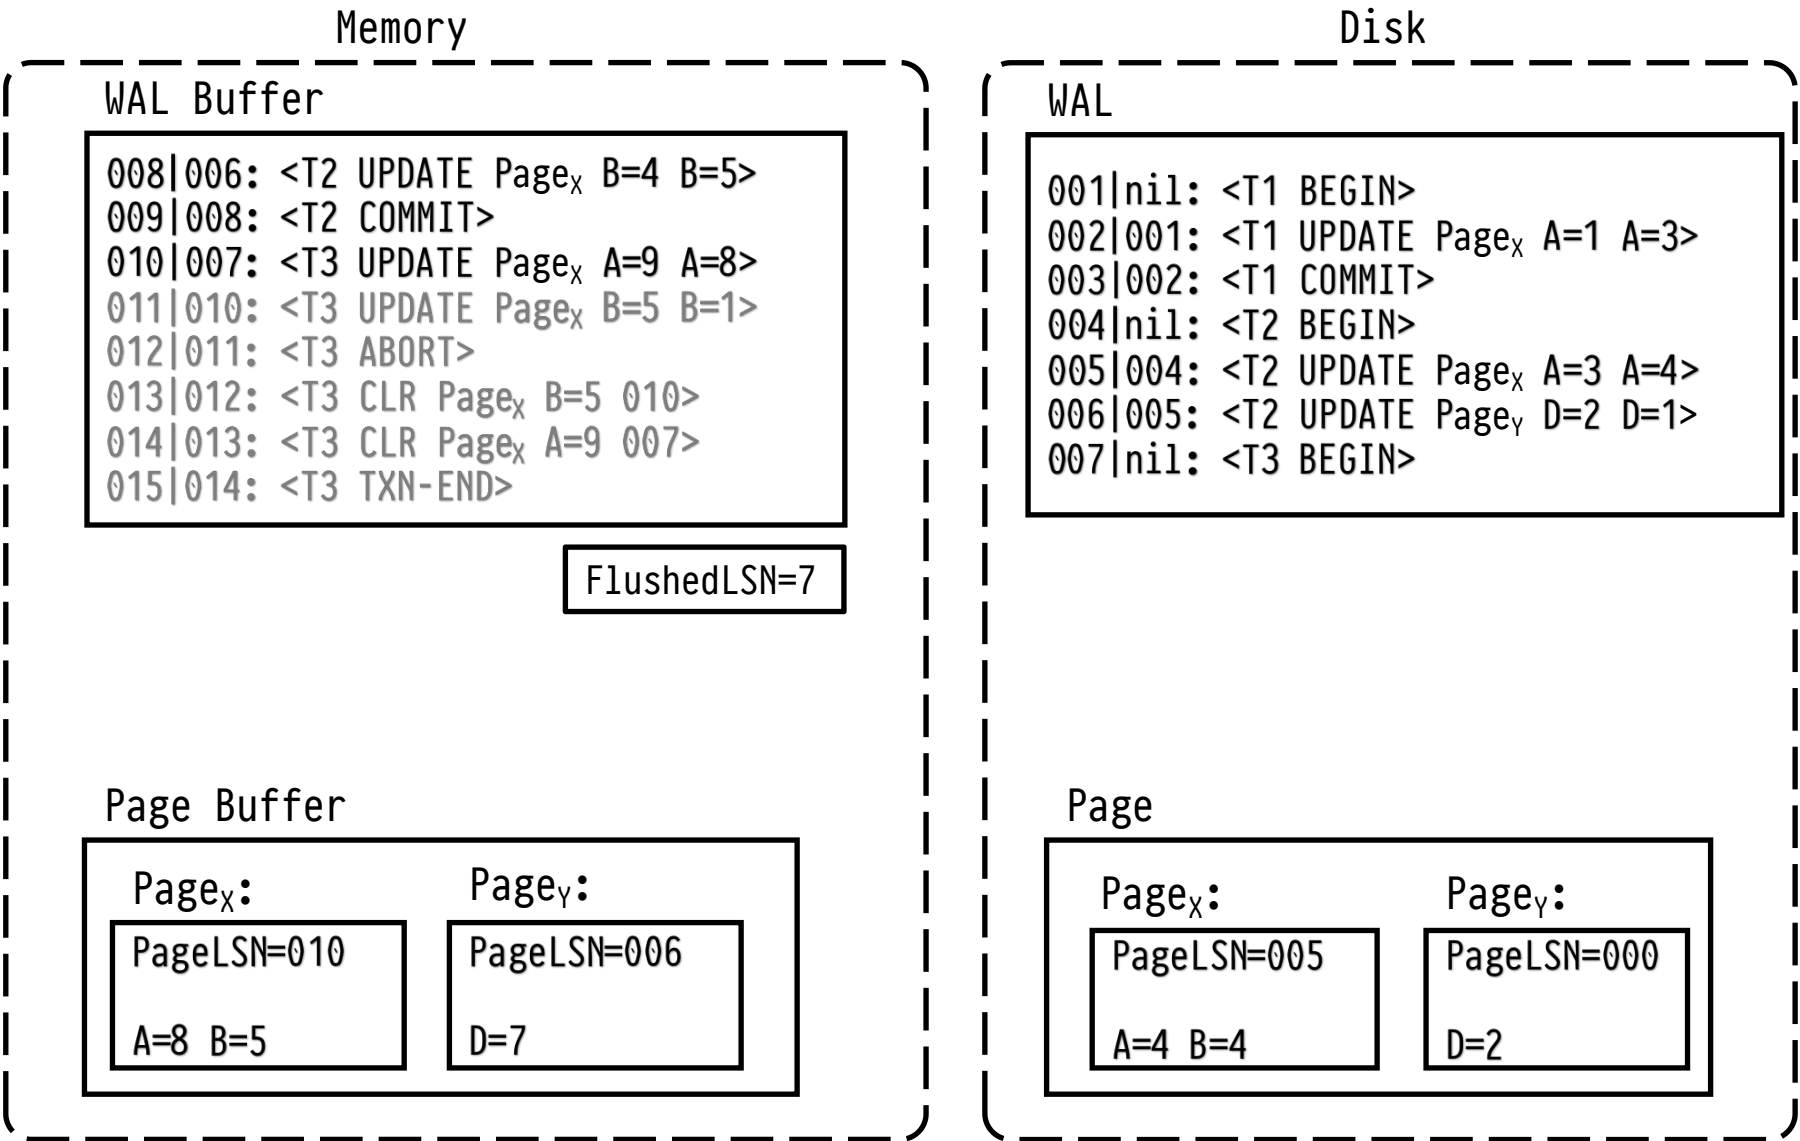 Memory
WAL Buffer
008|006: <T2 UPDATE PageX B=4 B=5>
009|008: <T2 COMMIT>
010|007: <T3 UPDATE PageX A=9 A=8>
011|010: <T3 UPDATE PageX B=5 B=1>
012|011: <T3 ABORT>
013|012: <T3 CLR PageX B=5 010>
014|013: <T3 CLR PageX A=9 007>
015|014: <T3 TXN-END>
FlushedLSN=7
Page Buffer
PageX:
PageLSN=010
A=8 B=5
PageY:
PageLSN=006
D=7
Disk
WAL
001|nil: <T1 BEGIN>
002|001: <T1 UPDATE PageX A=1 A=3>
003|002: <T1 COMMIT>
004|nil: <T2 BEGIN>
005|004: <T2 UPDATE PageX A=3 A=4>
006|005: <T2 UPDATE PageY D=2 D=1>
007|nil: <T3 BEGIN>
Page
PageX:
PageLSN=005
A=4 B=4
PageY:
PageLSN=000
D=2